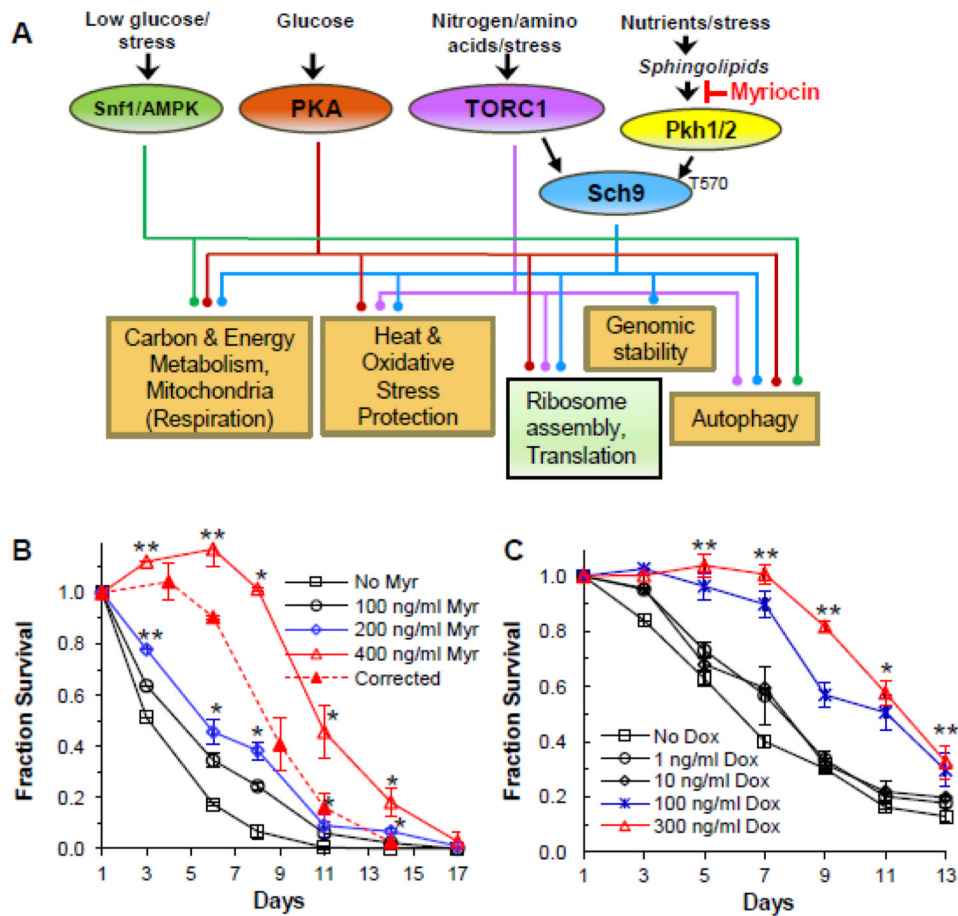 A
Low glucose/
stress
Glucose
Nitrogen/amino
acids/stress
Nutrients/stress
Sphingolipids
Myriocin
Snf1/AMPK
PKA
TORC1
Pkh1/2
Sch9
T570
Carbon & Energy
Metabolism,
Mitochondria
(Respiration)
Heat &
Oxidative
Stress
Protection
Ribosome
assembly,
Translation
Genomic
stability
Autophagy
B
Fraction Survival
1.0
0.8
0.6
0.4
0.2
0.0
** ** * ** * * * * * *
No Myr
100 ng/ml Myr
200 ng/ml Myr
400 ng/ml Myr
Corrected
1 3 5 7 9 11 13 15 17
Days
C
Fraction Survival
1.0
0.8
0.6
0.4
0.2
0.0
** ** ** * **
No Dox
1 ng/ml Dox
10 ng/ml Dox
100 ng/ml Dox
300 ng/ml Dox
1 3 5 7 9 11 13
Days